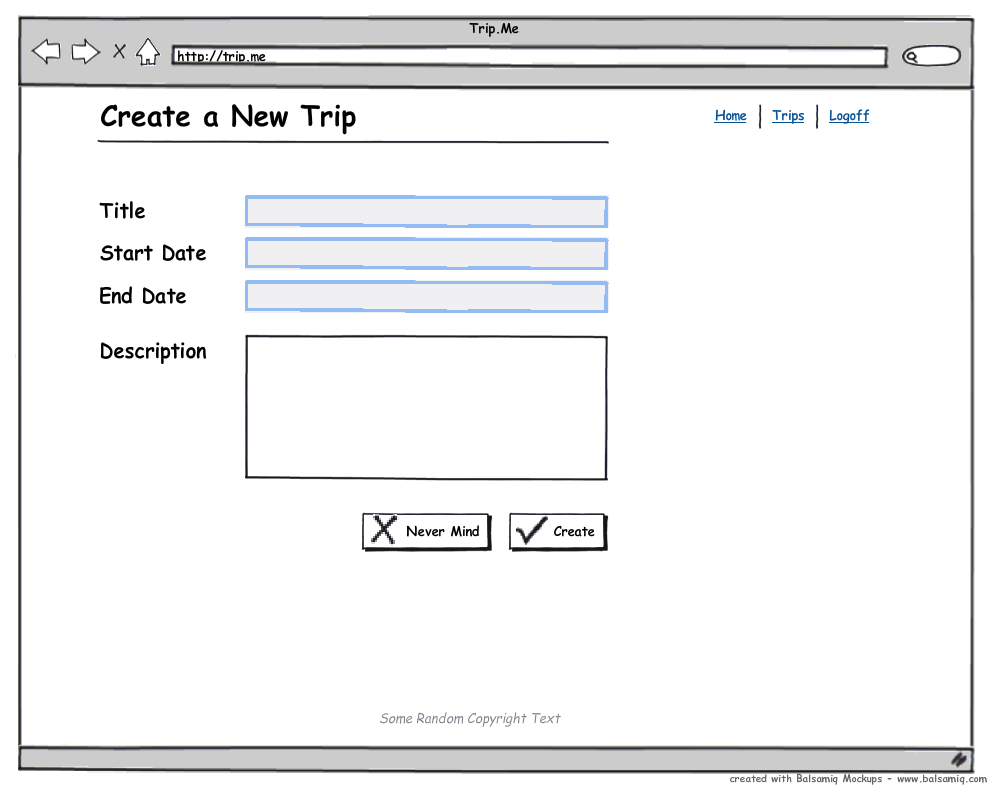 Trip.Me
http://trip.me
Create a New Trip
Home Trips Logoff
Title
Start Date
End Date
Description
Never Mind Create
Some Random Copyright Text
created with Balsamiq Mockups - www.balsamiq.com